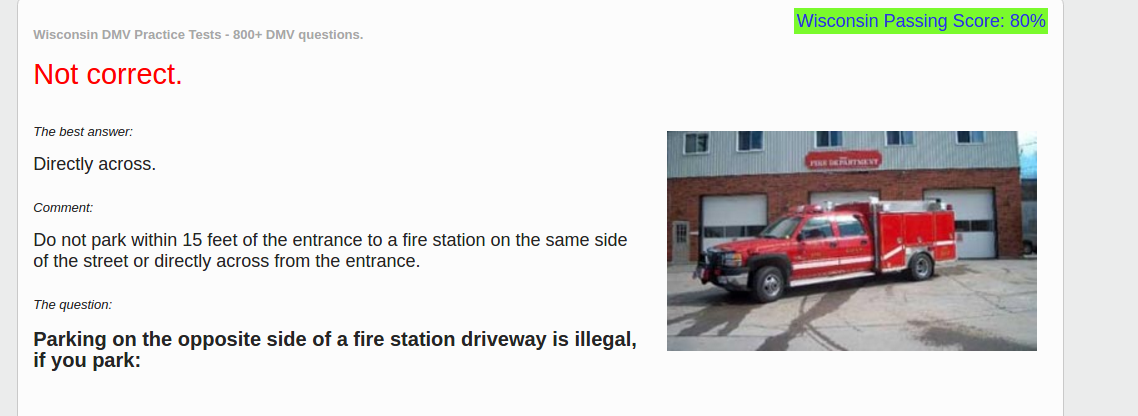 Wisconsin Passing Score: 80%
Wisconsin DMV Practice Tests - 800+ DMV questions.
Not correct.
The best answer:
Directly across.
Comment:
Do not park within 15 feet of the entrance to a fire station on the same side
of the street or directly across from the entrance.
The question:
Parking on the opposite side of a fire station driveway is illegal,
if you park:
FIRE DEPARTMENT